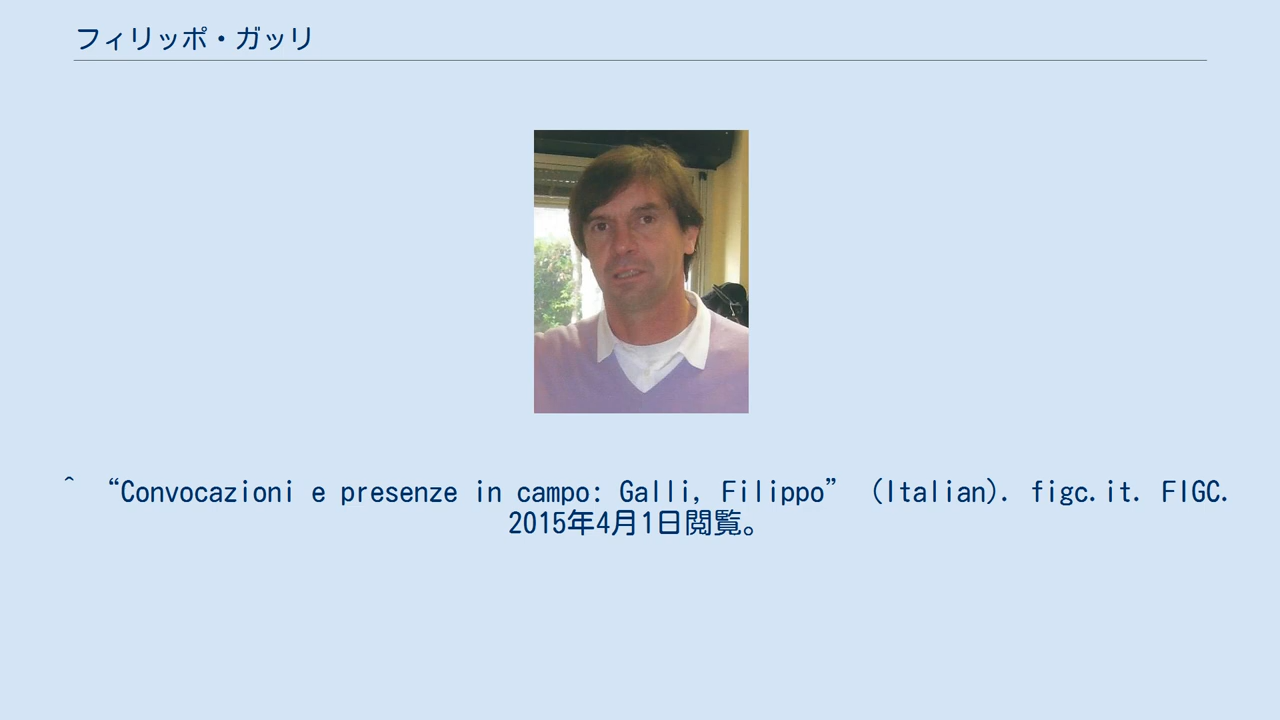 フィリッポ・ガッリ
^ “Convocazioni e presenze in campo: Galli, Filippo” (Italian). figc.it. FIGC.
2015年4月1日閲覧。